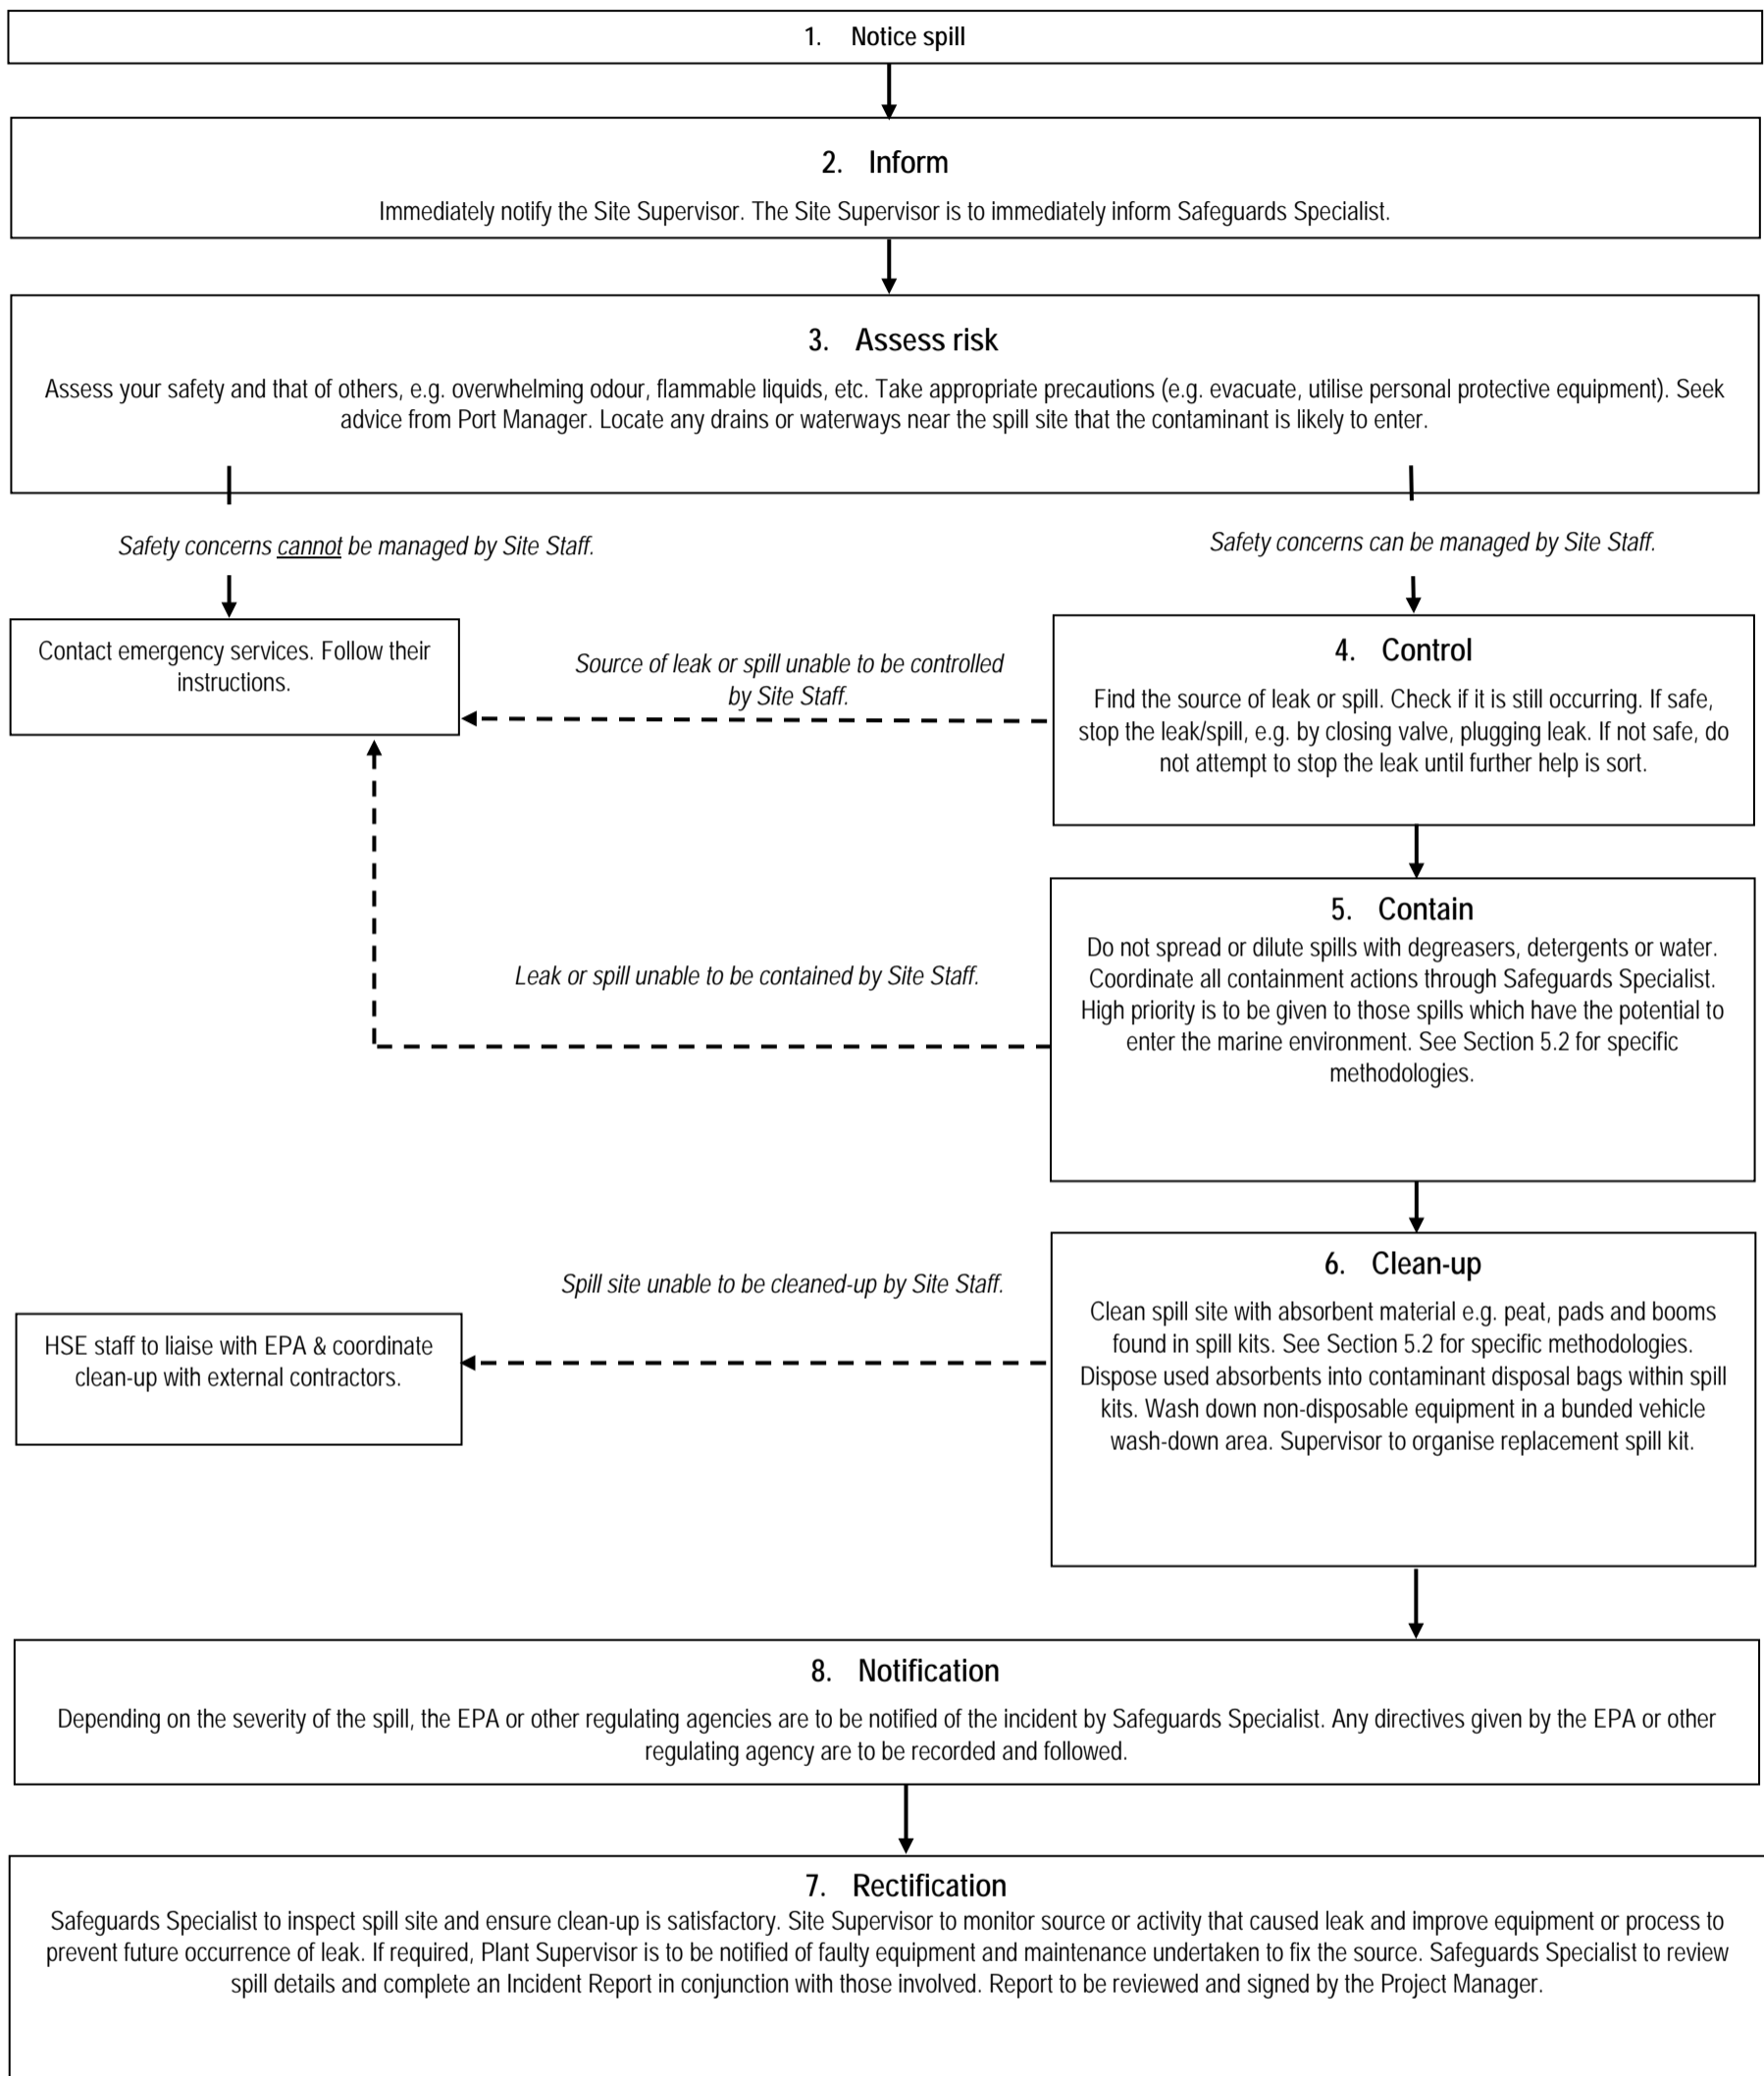 1. Notice spill
2. Inform
Immediately notify the Site Supervisor. The Site Supervisor is to immediately inform Safeguards Specialist.
3. Assess risk
Assess your safety and that of others, e.g. overwhelming odour, flammable liquids, etc. Take appropriate precautions (e.g. evacuate, utilise personal protective equipment). Seek
advice from Port Manager. Locate any drains or waterways near the spill site that the contaminant is likely to enter.
Safety concerns cannot be managed by Site Staff.
Safety concerns can be managed by Site Staff.
Contact emergency services. Follow their
instructions.
Source of leak or spill unable to be controlled
by Site Staff.
4. Control
Find the source of leak or spill. Check if it is still occurring. If safe,
stop the leak/spill, e.g. by closing valve, plugging leak. If not safe, do
not attempt to stop the leak until further help is sort.
5. Contain
Do not spread or dilute spills with degreasers, detergents or water.
Coordinate all containment actions through Safeguards Specialist.
High priority is to be given to those spills which have the potential to
enter the marine environment. See Section 5.2 for specific
methodologies.
Leak or spill unable to be contained by Site Staff.
6. Clean-up
Clean spill site with absorbent material e.g. peat, pads and booms
found in spill kits. See Section 5.2 for specific methodologies.
Dispose used absorbents into contaminant disposal bags within spill
kits. Wash down non-disposable equipment in a bunded vehicle
wash-down area. Supervisor to organise replacement spill kit.
Spill site unable to be cleaned-up by Site Staff.
HSE staff to liaise with EPA & coordinate
clean-up with external contractors.
8. Notification
Depending on the severity of the spill, the EPA or other regulating agencies are to be notified of the incident by Safeguards Specialist. Any directives given by the EPA or other
regulating agency are to be recorded and followed.
7. Rectification
Safeguards Specialist to inspect spill site and ensure clean-up is satisfactory. Site Supervisor to monitor source or activity that caused leak and improve equipment or process to
prevent future occurrence of leak. If required, Plant Supervisor is to be notified of faulty equipment and maintenance undertaken to fix the source. Safeguards Specialist to review
spill details and complete an Incident Report in conjunction with those involved. Report to be reviewed and signed by the Project Manager.